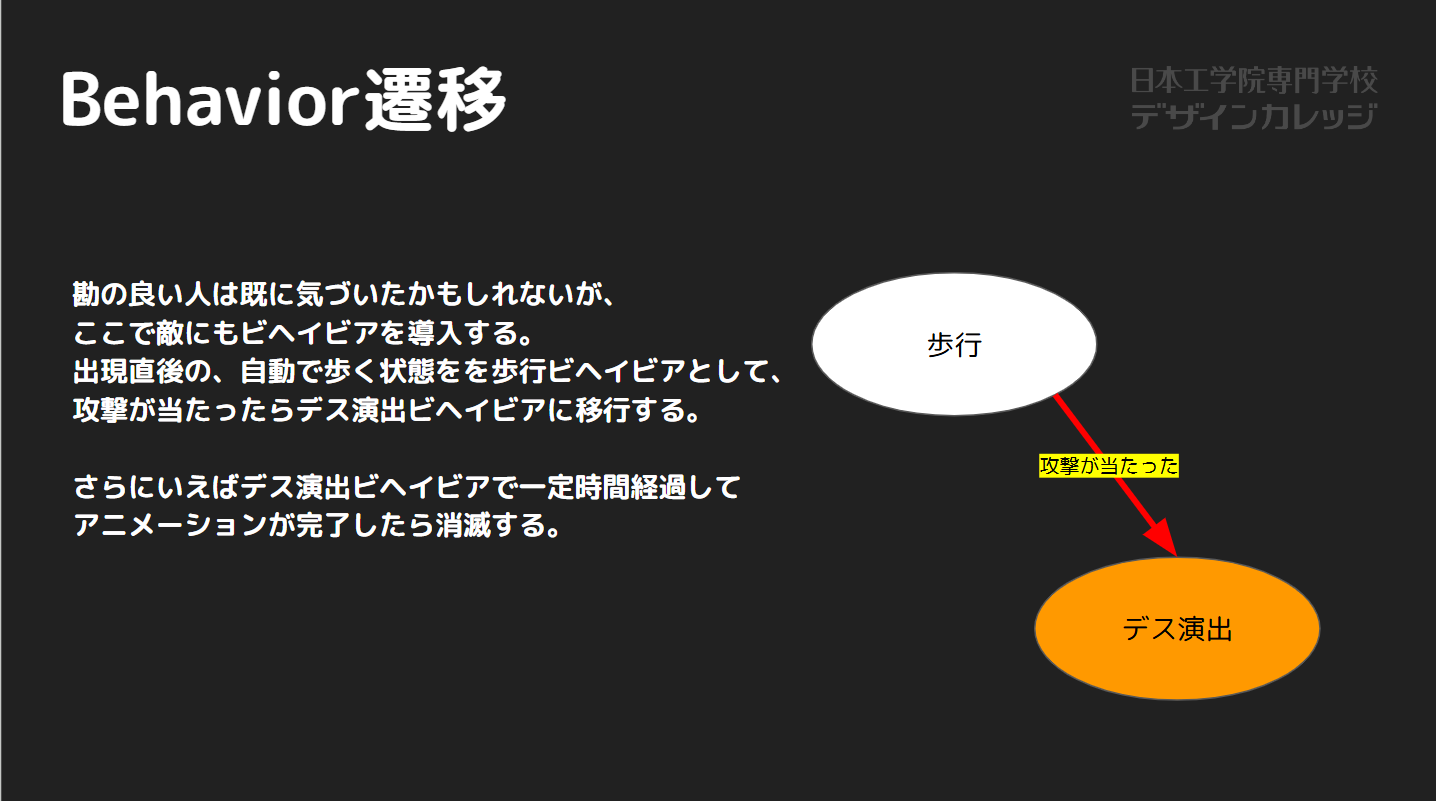 Behavior遷移
日本工学院専門学校
デザインカレッジ
勘の良い人は既に気づいたかもしれないが、
ここで敵にもビヘイビアを導入する。
出現直後の、自動で歩く状態をを歩行ビヘイビアとして、
攻撃が当たったらデス演出ビヘイビアに移行する。
さらにいえばデス演出ビヘイビアで一定時間経過して
アニメーションが完了したら消滅する。
歩行
攻撃が当たった
デス演出